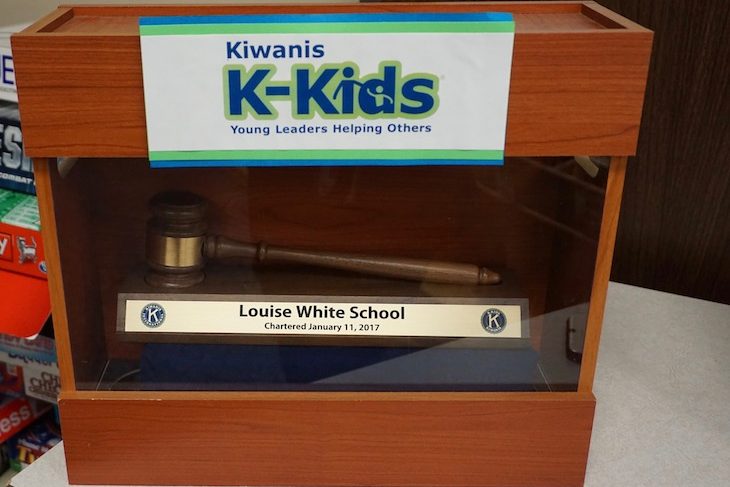 Kiwanis
K-Kids
Young Leaders Helping Others
Louise White School
Chartered January 11, 2017
K
K